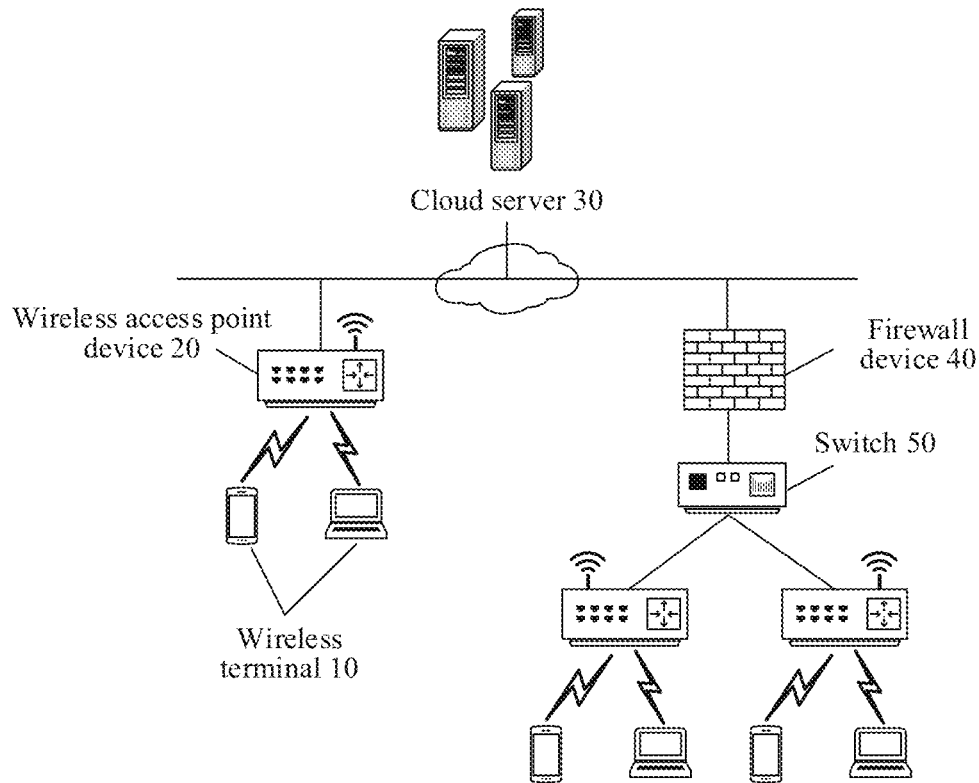 Cloud server 30
Wireless access point
device 20
Firewall
device 40
Switch 50
Wireless
terminal 10